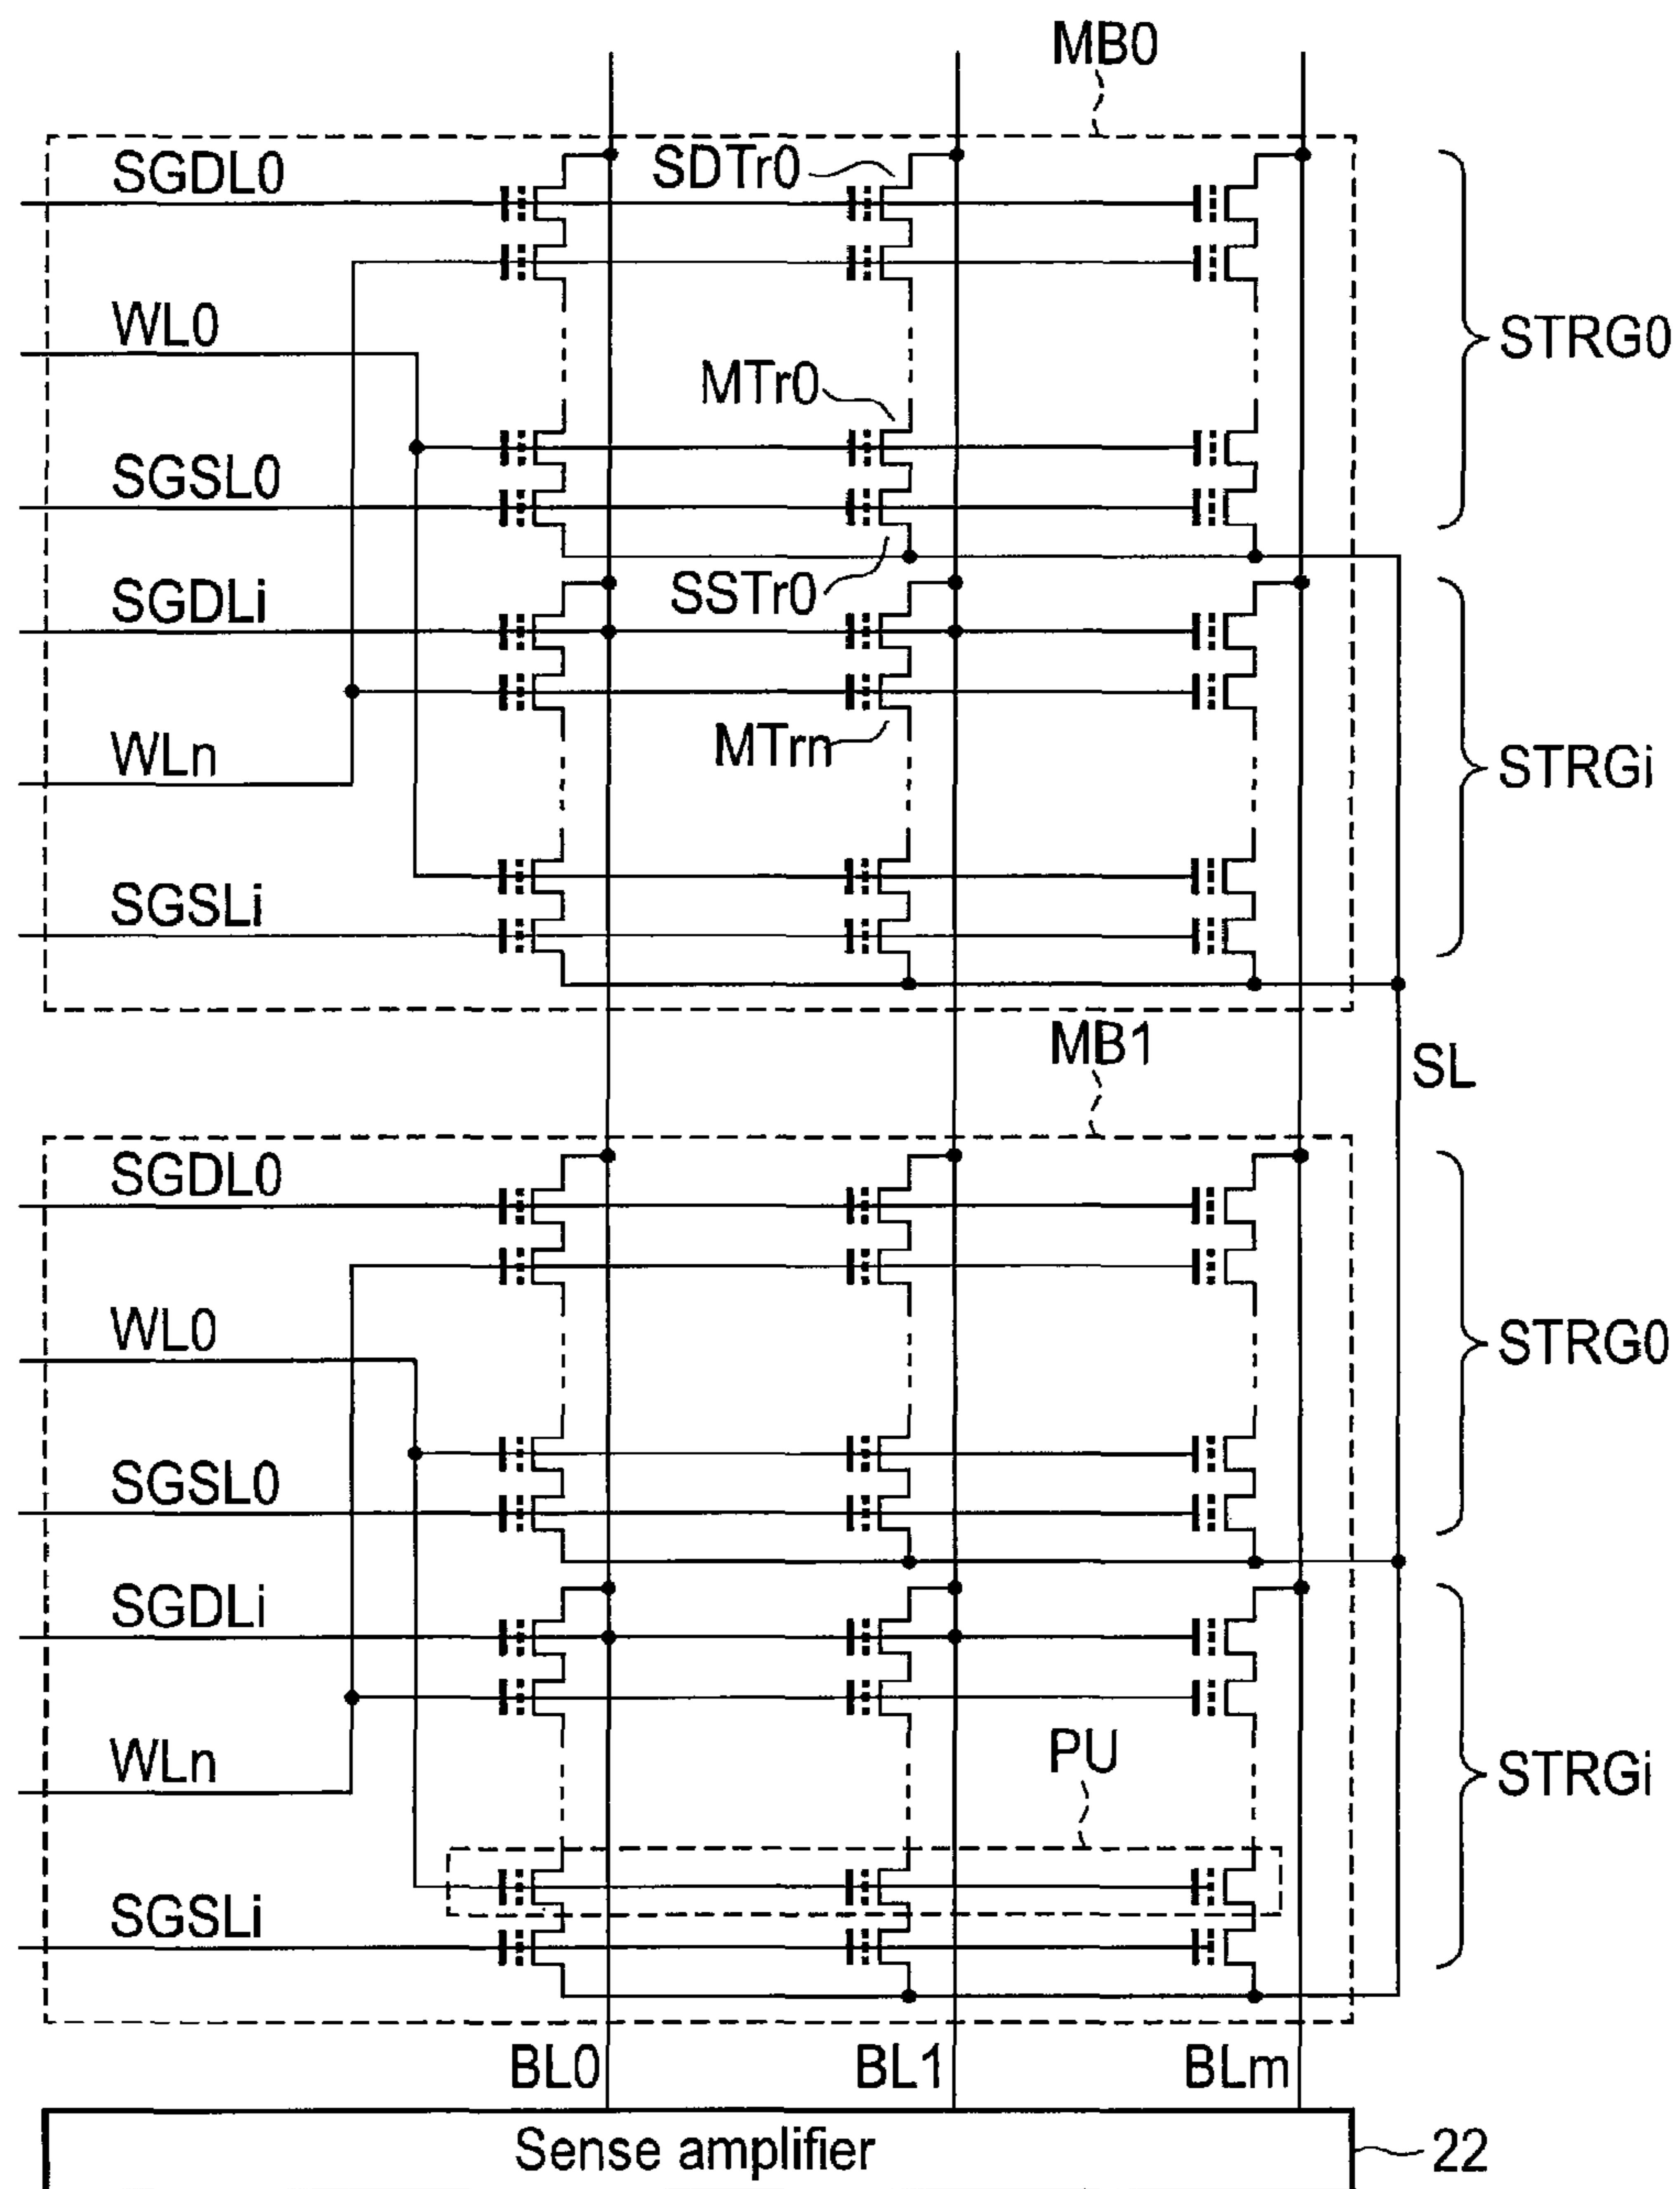 MB0
SGDL0
SDTr0
WL0
STRG0
MTr0
SGSL0
SGDLi
SSTr0
WLn
MTrn
STRGi
SGSLi
MB1
SL
SGDL0
WL0
STRG0
SGSL0
SGDLi
WLn
PU
STRGi
SGSLi
BL0
BL1
BLm
Sense amplifier
22